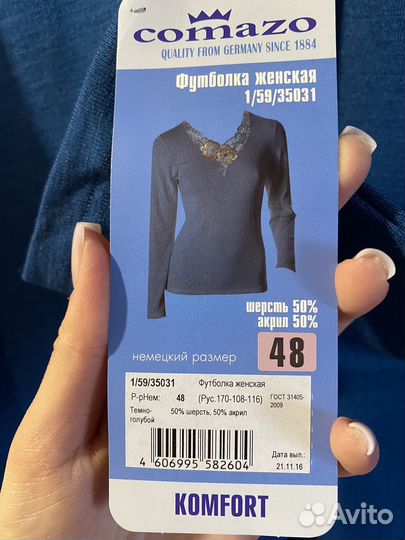 comazo
QUALITY FROM GERMANY SINCE 1884
Футболка женская
1/59/35031
шерсть 50%
акрил 50%
немецкий размер
48
1/59/35031 Футболка женская
Р-рНем: 48 (Рус.170-108-116) ГОСТ 31405-2009
Темно-голубой 50% шерсть, 50% акрил
4 606995 582604
Дата вып.:
21.11.16
KOMFORT
Avito